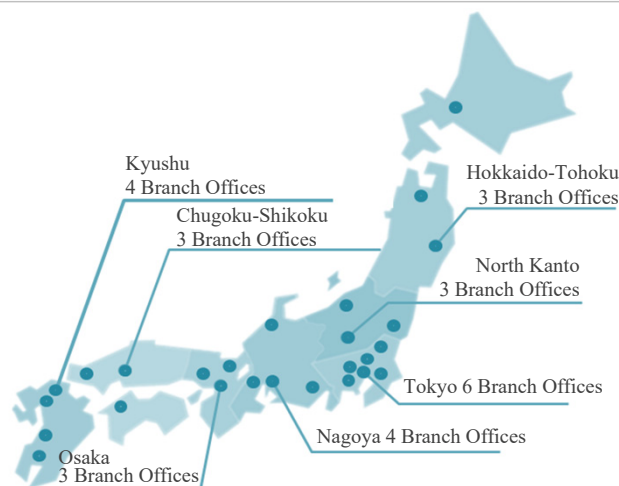 Kyushu
4 Branch Offices
Hokkaido-Tohoku
3 Branch Offices
Chugoku-Shikoku
3 Branch Offices
North Kanto
3 Branch Offices
Tokyo 6 Branch Offices
Nagoya 4 Branch Offices
Osaka
3 Branch Offices